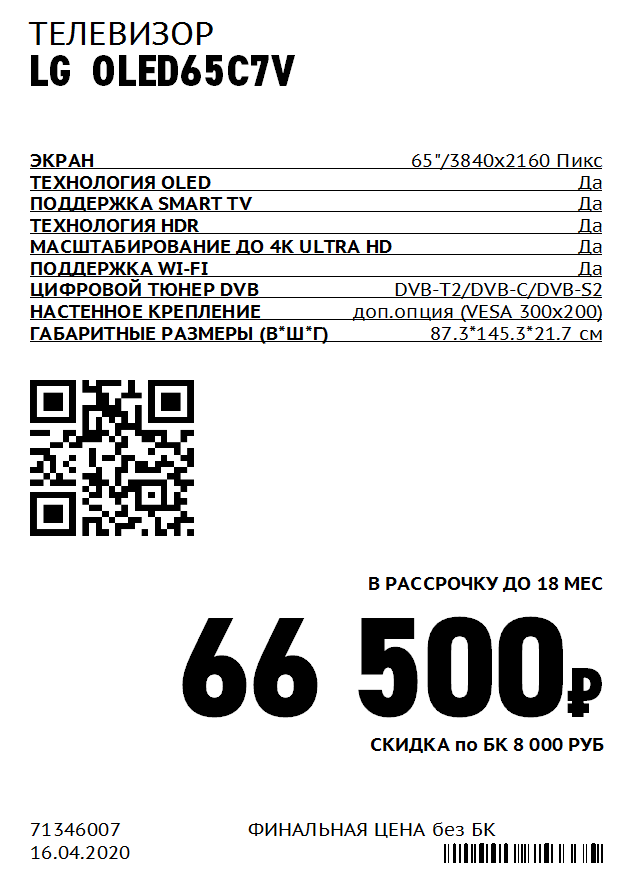 ТЕЛЕВИЗОР
LG OLED65C7V
ЭКРАН 65"/3840x2160 Пикс
ТЕХНОЛОГИЯ OLED Да
ПОДДЕРЖКА SMART TV Да
ТЕХНОЛОГИЯ HDR Да
МАСШТАБИРОВАНИЕ ДО 4K ULTRA HD Да
ПОДДЕРЖКА WI-FI Да
ЦИФРОВОЙ ТЮНЕР DVB DVB-T2/DVB-C/DVB-S2
НАСТЕННОЕ КРЕПЛЕНИЕ доп.опция (VESA 300x200)
ГАБАРИТНЫЕ РАЗМЕРЫ (В*Ш*Г) 87.3*145.3*21.7 см
В РАССРОЧКУ ДО 18 МЕС
66 500₽
СКИДКА по БК 8 000 РУБ
71346007 ФИНАЛЬНАЯ ЦЕНА без БК
16.04.2020